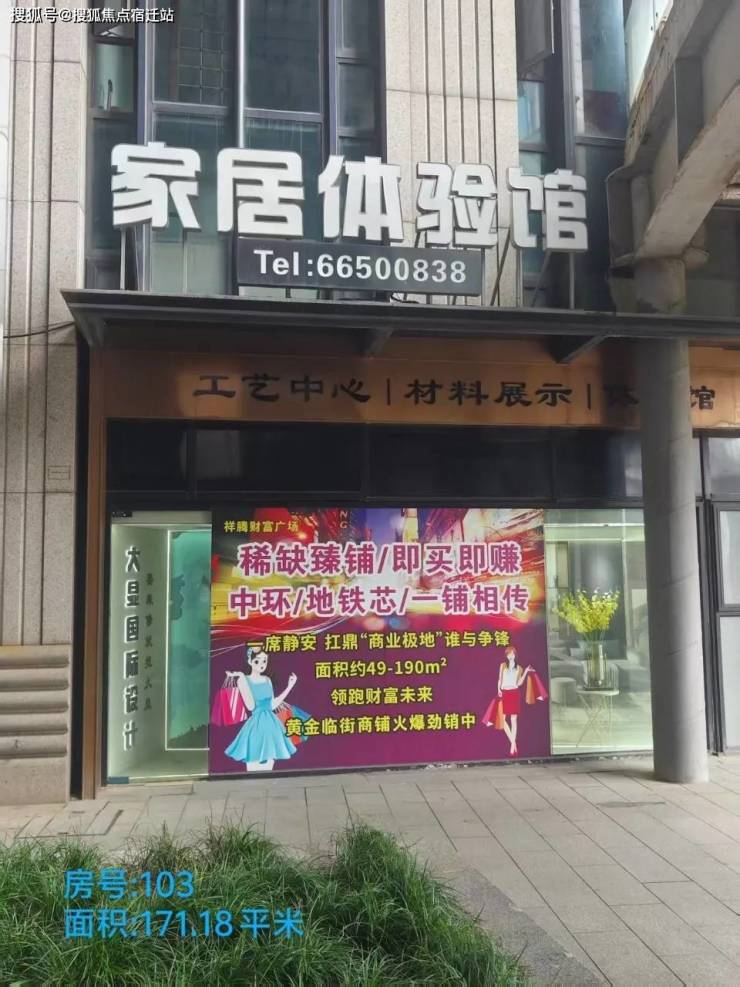 搜狐号@搜狐焦点宿迁站
家居体验馆
Tel:66500838
工艺中心|材料展示|体 馆
祥腾财富广场
NG
稀缺臻铺/即买即赚
中环/地铁芯/一铺相传
一席静安 扛鼎“商业极地”谁与争锋
面积约49-190m²
领跑财富未来
黄金临街商铺火爆劲销中
大显国际设计
房号:103
面积:171.18平米